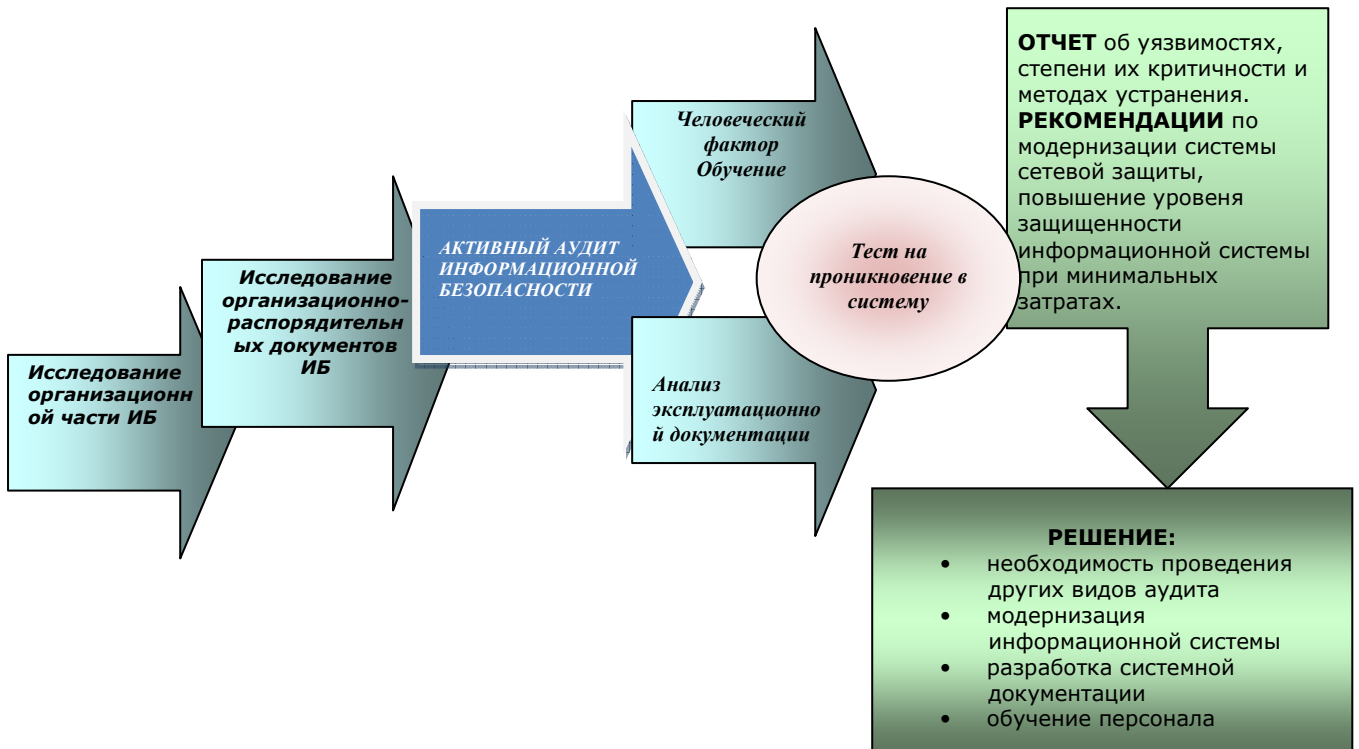 Исследование
организационн
ой части ИБ
Исследование
организационно-
распорядительн
ых документов
ИБ
АКТИВНЫЙ АУДИТ
ИНФОРМАЦИОННОЙ
БЕЗОПАСНОСТИ
Человеческий
фактор
Обучение
Анализ
эксплуатационно
й документации
Тест на
проникновение в
систему
ОТЧЕТ об уязвимостях,
степени их критичности и
методах устранения.
РЕКОМЕНДАЦИИ по
модернизации системы
сетевой защиты,
повышение уровеня
защищенности
информационной системы
при минимальных
затратах.
РЕШЕНИЕ:
• необходимость проведения
других видов аудита
• модернизация
информационной системы
• разработка системной
документации
• обучение персонала